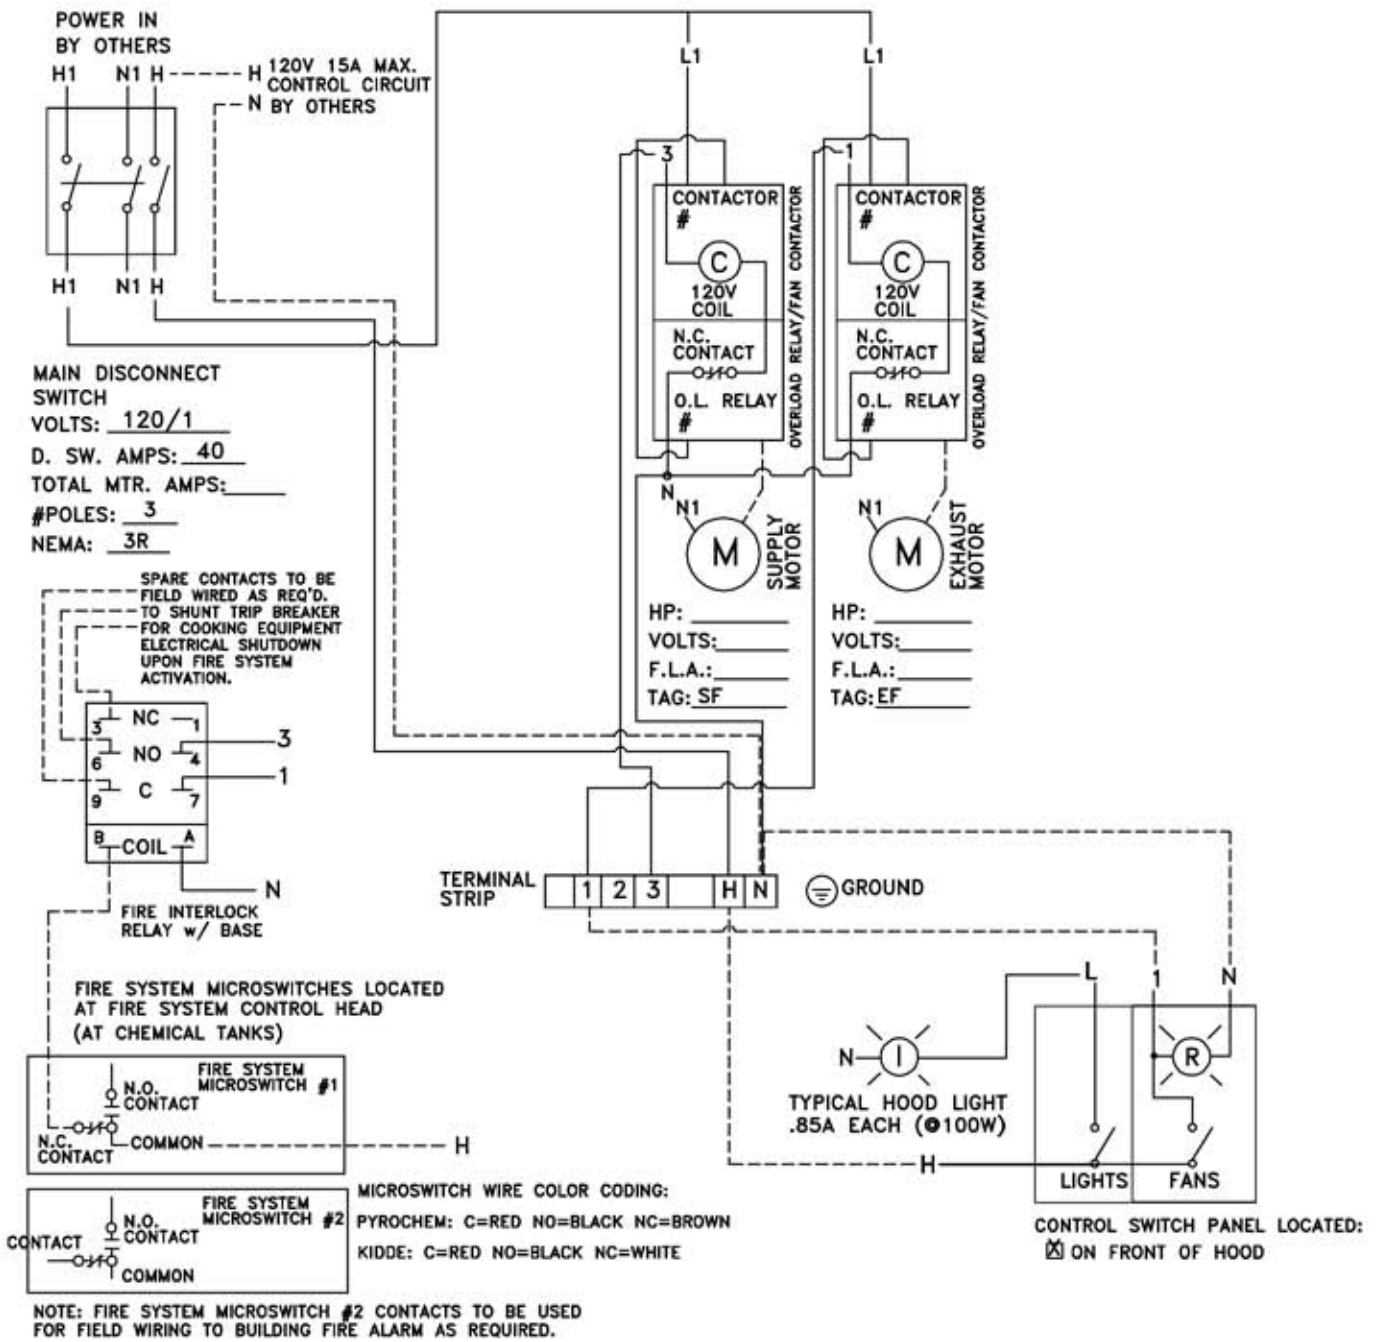 POWER IN
BY OTHERS
H1 N1 H
H 120V 15A MAX.
CONTROL CIRCUIT
N BY OTHERS
H1 N1 H
MAIN DISCONNECT
SWITCH
VOLTS: 120/1
D. SW. AMPS: 40
TOTAL MTR. AMPS:
#POLES: 3
NEMA: 3R
L1
L1
3
CONTACTOR
#
C
120V
COIL
N.C.
CONTACT
O.L. RELAY
#
OVERLOAD RELAY/FAN CONTACTOR
N
N1
M
SUPPLY
MOTOR
HP:
VOLTS:
F.L.A.:
TAG: SF
1
CONTACTOR
#
C
120V
COIL
N.C.
CONTACT
O.L. RELAY
#
OVERLOAD RELAY/FAN CONTACTOR
N1
M
EXHAUST
MOTOR
HP:
VOLTS:
F.L.A.:
TAG: EF
SPARE CONTACTS TO BE
FIELD WIRED AS REQ'D.
TO SHUNT TRIP BREAKER
FOR COOKING EQUIPMENT
ELECTRICAL SHUTDOWN
UPON FIRE SYSTEM
ACTIVATION.
3 NC 1
6 NO 4 3
9 C 7 1
B COIL A
N
FIRE INTERLOCK
RELAY w/ BASE
TERMINAL
STRIP
1 2 3 H N
GROUND
FIRE SYSTEM MICROSWITCHES LOCATED
AT FIRE SYSTEM CONTROL HEAD
(AT CHEMICAL TANKS)
FIRE SYSTEM
MICROSWITCH #1
N.O.
CONTACT
N.C.
CONTACT
COMMON
H
FIRE SYSTEM
MICROSWITCH #2
N.O.
CONTACT
CONTACT
COMMON
MICROSWITCH WIRE COLOR CODING:
PYROCHEM: C=RED NO=BLACK NC=BROWN
KIDDE: C=RED NO=BLACK NC=WHITE
NOTE: FIRE SYSTEM MICROSWITCH #2 CONTACTS TO BE USED
FOR FIELD WIRING TO BUILDING FIRE ALARM AS REQUIRED.
L 1 N
N I
R
TYPICAL HOOD LIGHT
.85A EACH (@100W)
H
LIGHTS FANS
CONTROL SWITCH PANEL LOCATED:
☒ ON FRONT OF HOOD